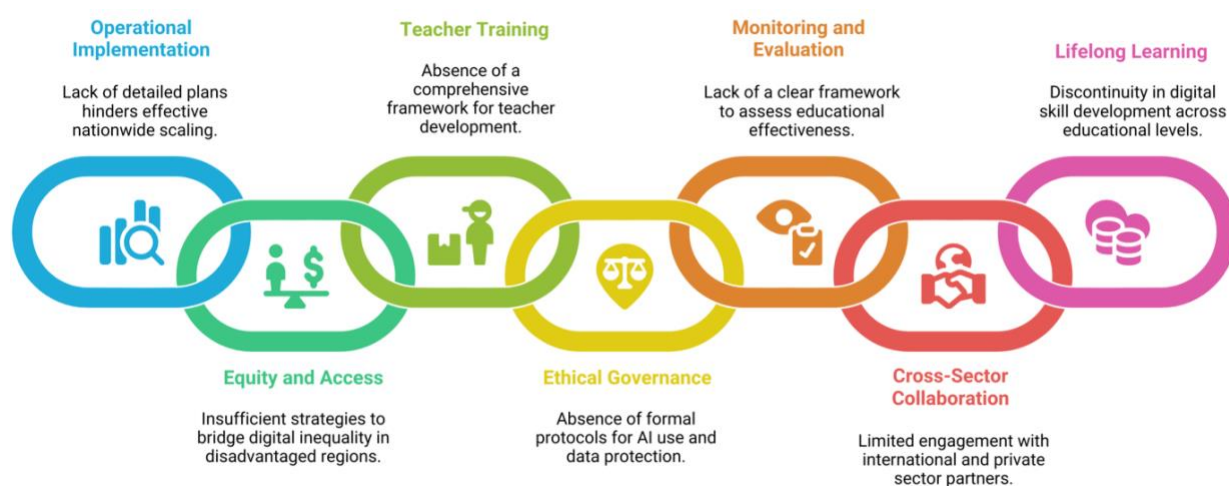 Operational
Implementation
Lack of detailed plans
hinders effective
nationwide scaling.
Teacher Training
Absence of a
comprehensive
framework for teacher
development.
Monitoring and
Evaluation
Lack of a clear framework
to assess educational
effectiveness.
Lifelong Learning
Discontinuity in digital
skill development across
educational levels.
Equity and Access
Insufficient strategies to
bridge digital inequality in
disadvantaged regions.
Ethical Governance
Absence of formal
protocols for AI use and
data protection.
Cross-Sector
Collaboration
Limited engagement with
international and private
sector partners.